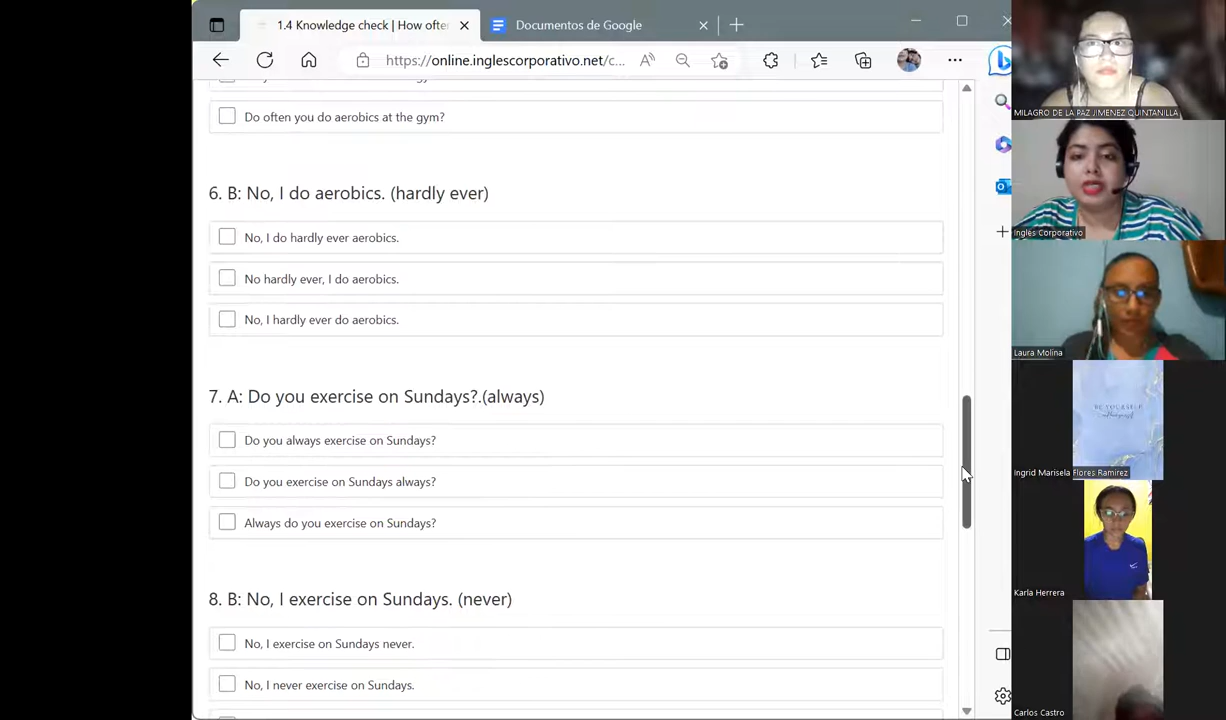 1.4 Knowledge check | How ofte
Documentos de Google
https://online.inglescorporativo.net/c...
Do often you do aerobics at the gym?
6. B: No, I do aerobics. (hardly ever)
No, I do hardly ever aerobics.
No hardly ever, I do aerobics.
No, I hardly ever do aerobics.
7. A: Do you exercise on Sundays?.(always)
Do you always exercise on Sundays?
Do you exercise on Sundays always?
Always do you exercise on Sundays?
8. B: No, I exercise on Sundays. (never)
No, I exercise on Sundays never.
No, I never exercise on Sundays.
MILAGRO DE LA PAZ JIMENEZ QUINTANILLA
Ingles Corporativo
Laura Molina
Ingrid Marisela Flores Ramirez
Karla Herrera
Carlos Castro